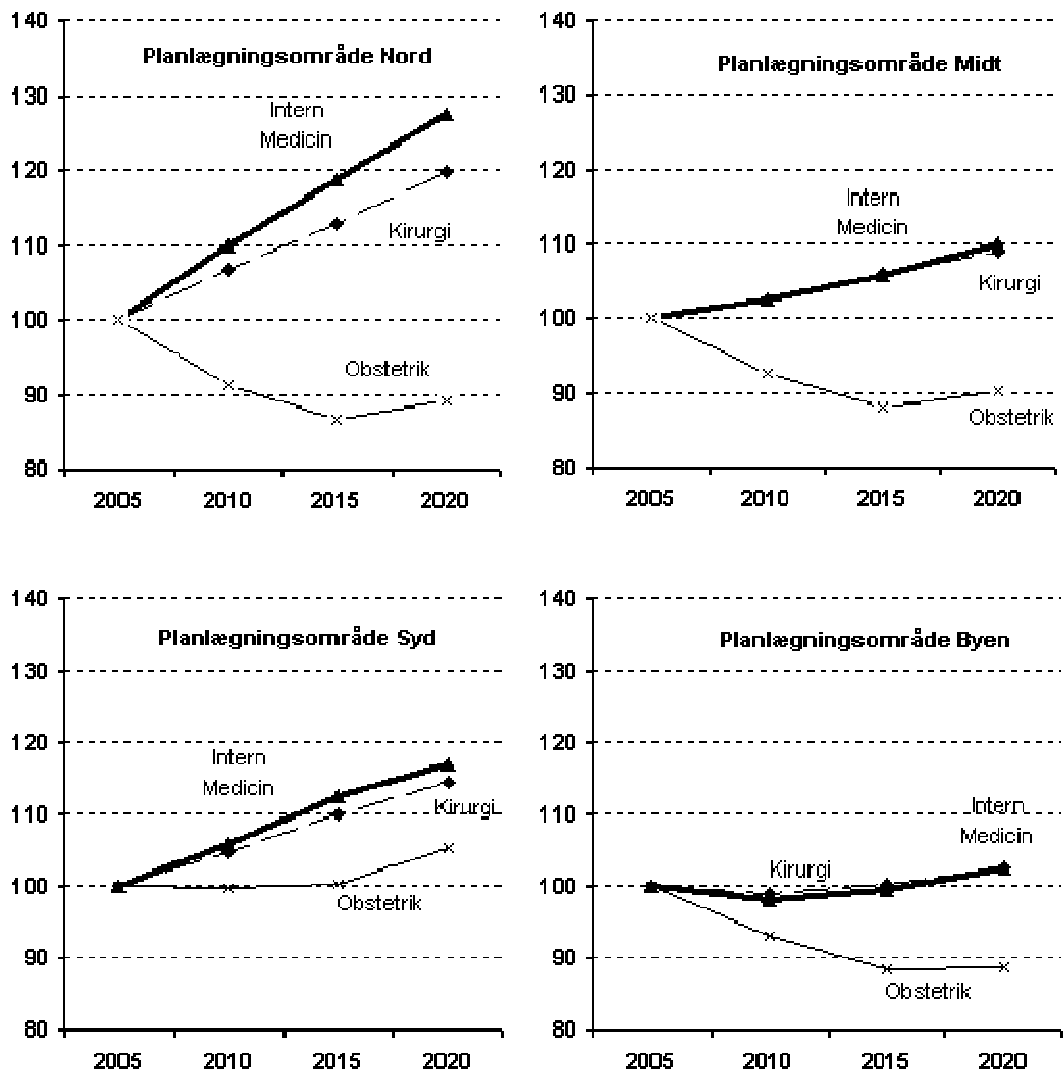 Planlægningsområde Nord
140
130
120
110
100
90
80
Intern
Medicin
Kirurgi
Obstetrik
2005 2010 2015 2020
Planlægningsområde Midt
140
130
120
110
100
90
80
Intern
Medicin
Kirurgi
Obstetrik
2005 2010 2015 2020
Planlægningsområde Syd
140
130
120
110
100
90
80
Intern
Medicin
Kirurgi
Obstetrik
2005 2010 2015 2020
Planlægningsområde Byen
140
130
120
110
100
90
80
Intern
Medicin
Kirurgi
Obstetrik
2005 2010 2015 2020